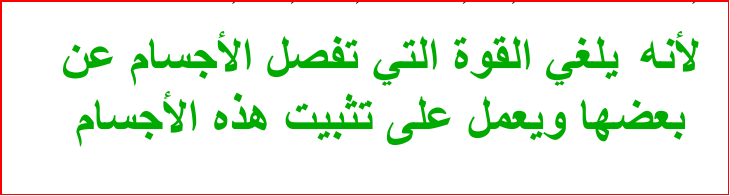 لأنه يلغي القوة التي تفصل الأجسام عن
بعضها ويعمل على تثبيت هذه الأجسام